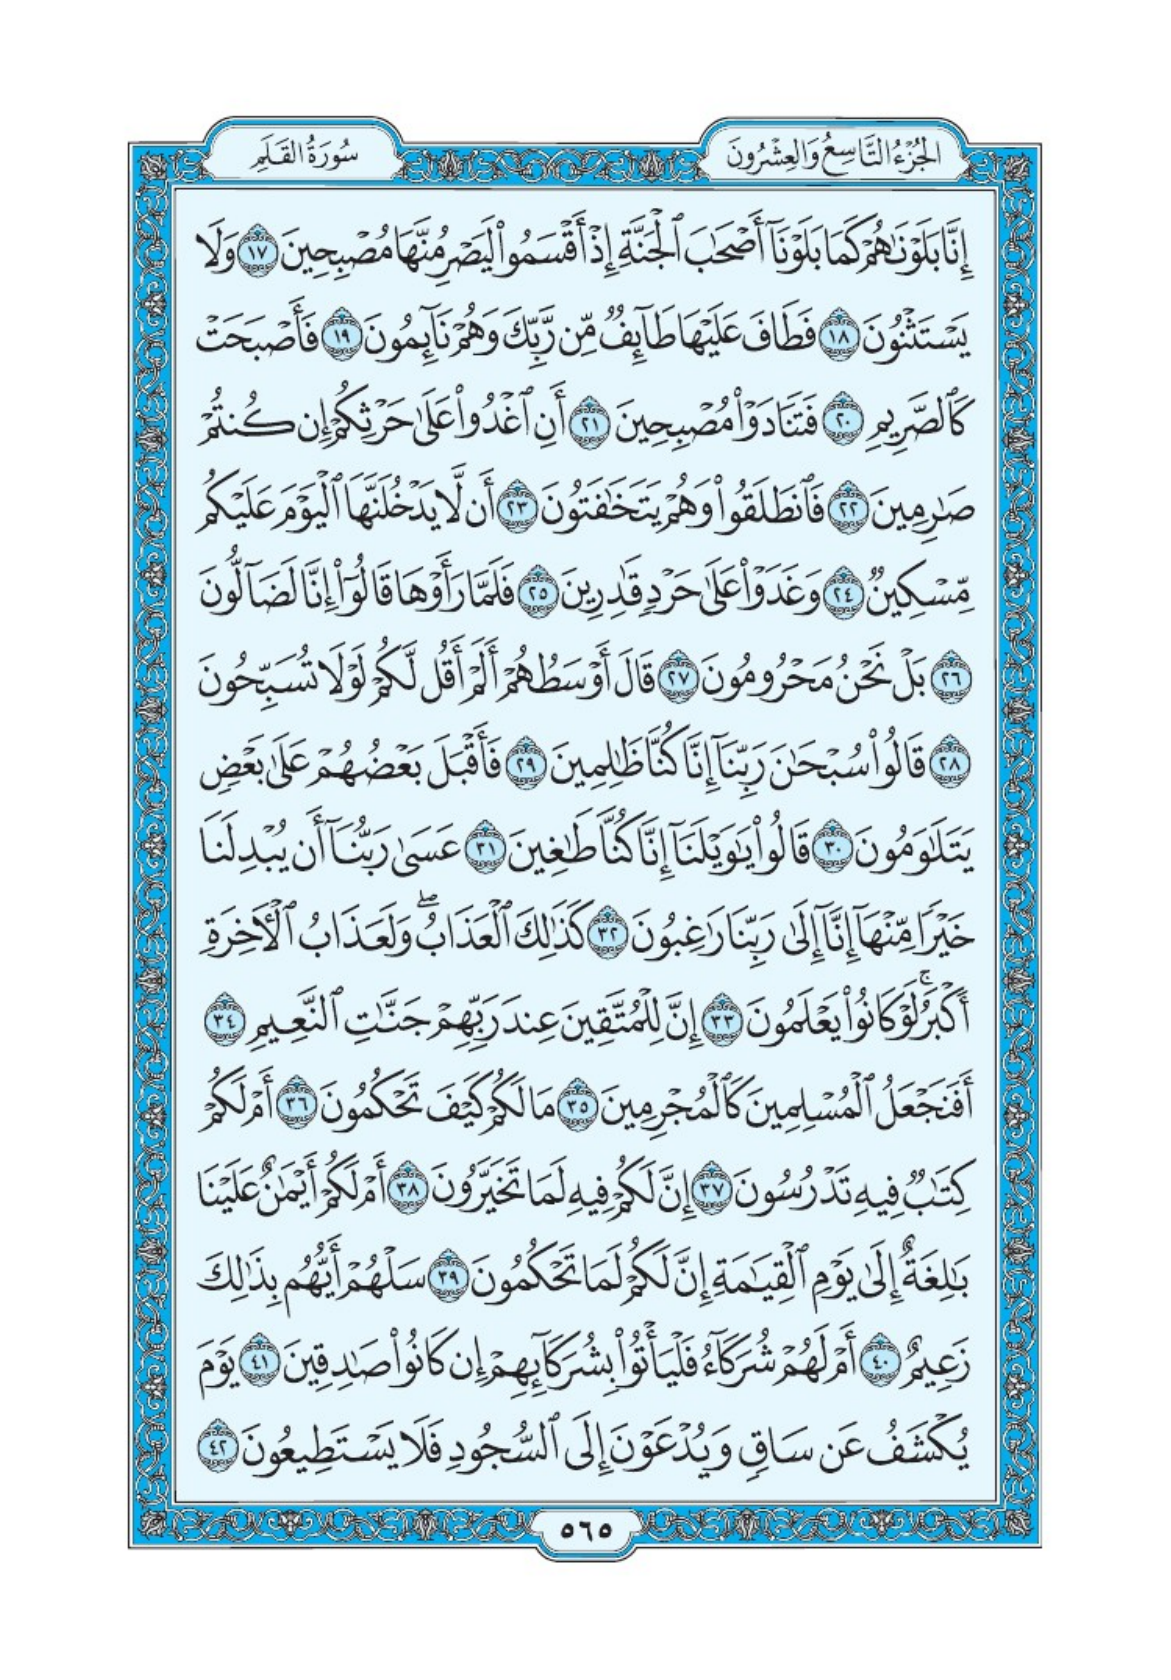 الجُزْءُ التَّاسِعُ وَالعِشْرُونَ
سُورَةُ القَلَمِ
إِنَّا بَلَوْنَٰهُمْ كَمَا بَلَوْنَآ أَصْحَٰبَ ٱلْجَنَّةِ إِذْ أَقْسَمُوا۟ لَيَصْرِمُنَّهَا مُصْبِحِينَ ١٧ وَلَا
يَسْتَثْنُونَ ١٨ فَطَافَ عَلَيْهَا طَآئِفٌ مِّن رَّبِّكَ وَهُمْ نَآئِمُونَ ١٩ فَأَصْبَحَتْ
كَٱلصَّرِيمِ ٢٠ فَتَنَادَوْا۟ مُصْبِحِينَ ٢١ أَنِ ٱغْدُوا۟ عَلَىٰ حَرْثِكُمْ إِن كُنتُمْ
صَٰرِمِينَ ٢٢ فَٱنطَلَقُوا۟ وَهُمْ يَتَخَٰفَتُونَ ٢٣ أَن لَّا يَدْخُلَنَّهَا ٱلْيَوْمَ عَلَيْكُم
مِّسْكِينٌ ٢٤ وَغَدَوْا۟ عَلَىٰ حَرْدٍ قَٰدِرِينَ ٢٥ فَلَمَّا رَأَوْهَا قَالُوٓا۟ إِنَّا لَضَآلُّونَ
٢٦ بَلْ نَحْنُ مَحْرُومُونَ ٢٧ قَالَ أَوْسَطُهُمْ أَلَمْ أَقُل لَّكُمْ لَوْلَا تُسَبِّحُونَ
٢٨ قَالُوا۟ سُبْحَٰنَ رَبِّنَآ إِنَّا كُنَّا ظَٰلِمِينَ ٢٩ فَأَقْبَلَ بَعْضُهُمْ عَلَىٰ بَعْضٍ
يَتَلَٰوَمُونَ ٣٠ قَالُوا۟ يَٰوَيْلَنَآ إِنَّا كُنَّا طَٰغِينَ ٣١ عَسَىٰ رَبُّنَآ أَن يُبْدِلَنَا
خَيْرًا مِّنْهَآ إِنَّآ إِلَىٰ رَبِّنَا رَٰغِبُونَ ٣٢ كَذَٰلِكَ ٱلْعَذَابُ ۖ وَلَعَذَابُ ٱلْءَاخِرَةِ
أَكْبَرُ ۚ لَوْ كَانُوا۟ يَعْلَمُونَ ٣٣ إِنَّ لِلْمُتَّقِينَ عِندَ رَبِّهِمْ جَنَّٰتِ ٱلنَّعِيمِ ٣٤
أَفَنَجْعَلُ ٱلْمُسْلِمِينَ كَٱلْمُجْرِمِينَ ٣٥ مَا لَكُمْ كَيْفَ تَحْكُمُونَ ٣٦ أَمْ لَكُمْ
كِتَٰبٌ فِيهِ تَدْرُسُونَ ٣٧ إِنَّ لَكُمْ فِيهِ لَمَا تَخَيَّرُونَ ٣٨ أَمْ لَكُمْ أَيْمَٰنٌ عَلَيْنَا
بَٰلِغَةٌ إِلَىٰ يَوْمِ ٱلْقِيَٰمَةِ إِنَّ لَكُمْ لَمَا تَحْكُمُونَ ٣٩ سَلْهُمْ أَيُّهُم بِذَٰلِكَ
زَعِيمٌ ٤٠ أَمْ لَهُمْ شُرَكَآءُ فَلْيَأْتُوا۟ بِشُرَكَآئِهِمْ إِن كَانُوا۟ صَٰدِقِينَ ٤١ يَوْمَ
يُكْشَفُ عَن سَاقٍ وَيُدْعَوْنَ إِلَى ٱلسُّجُودِ فَلَا يَسْتَطِيعُونَ ٤٢
٥٦٥